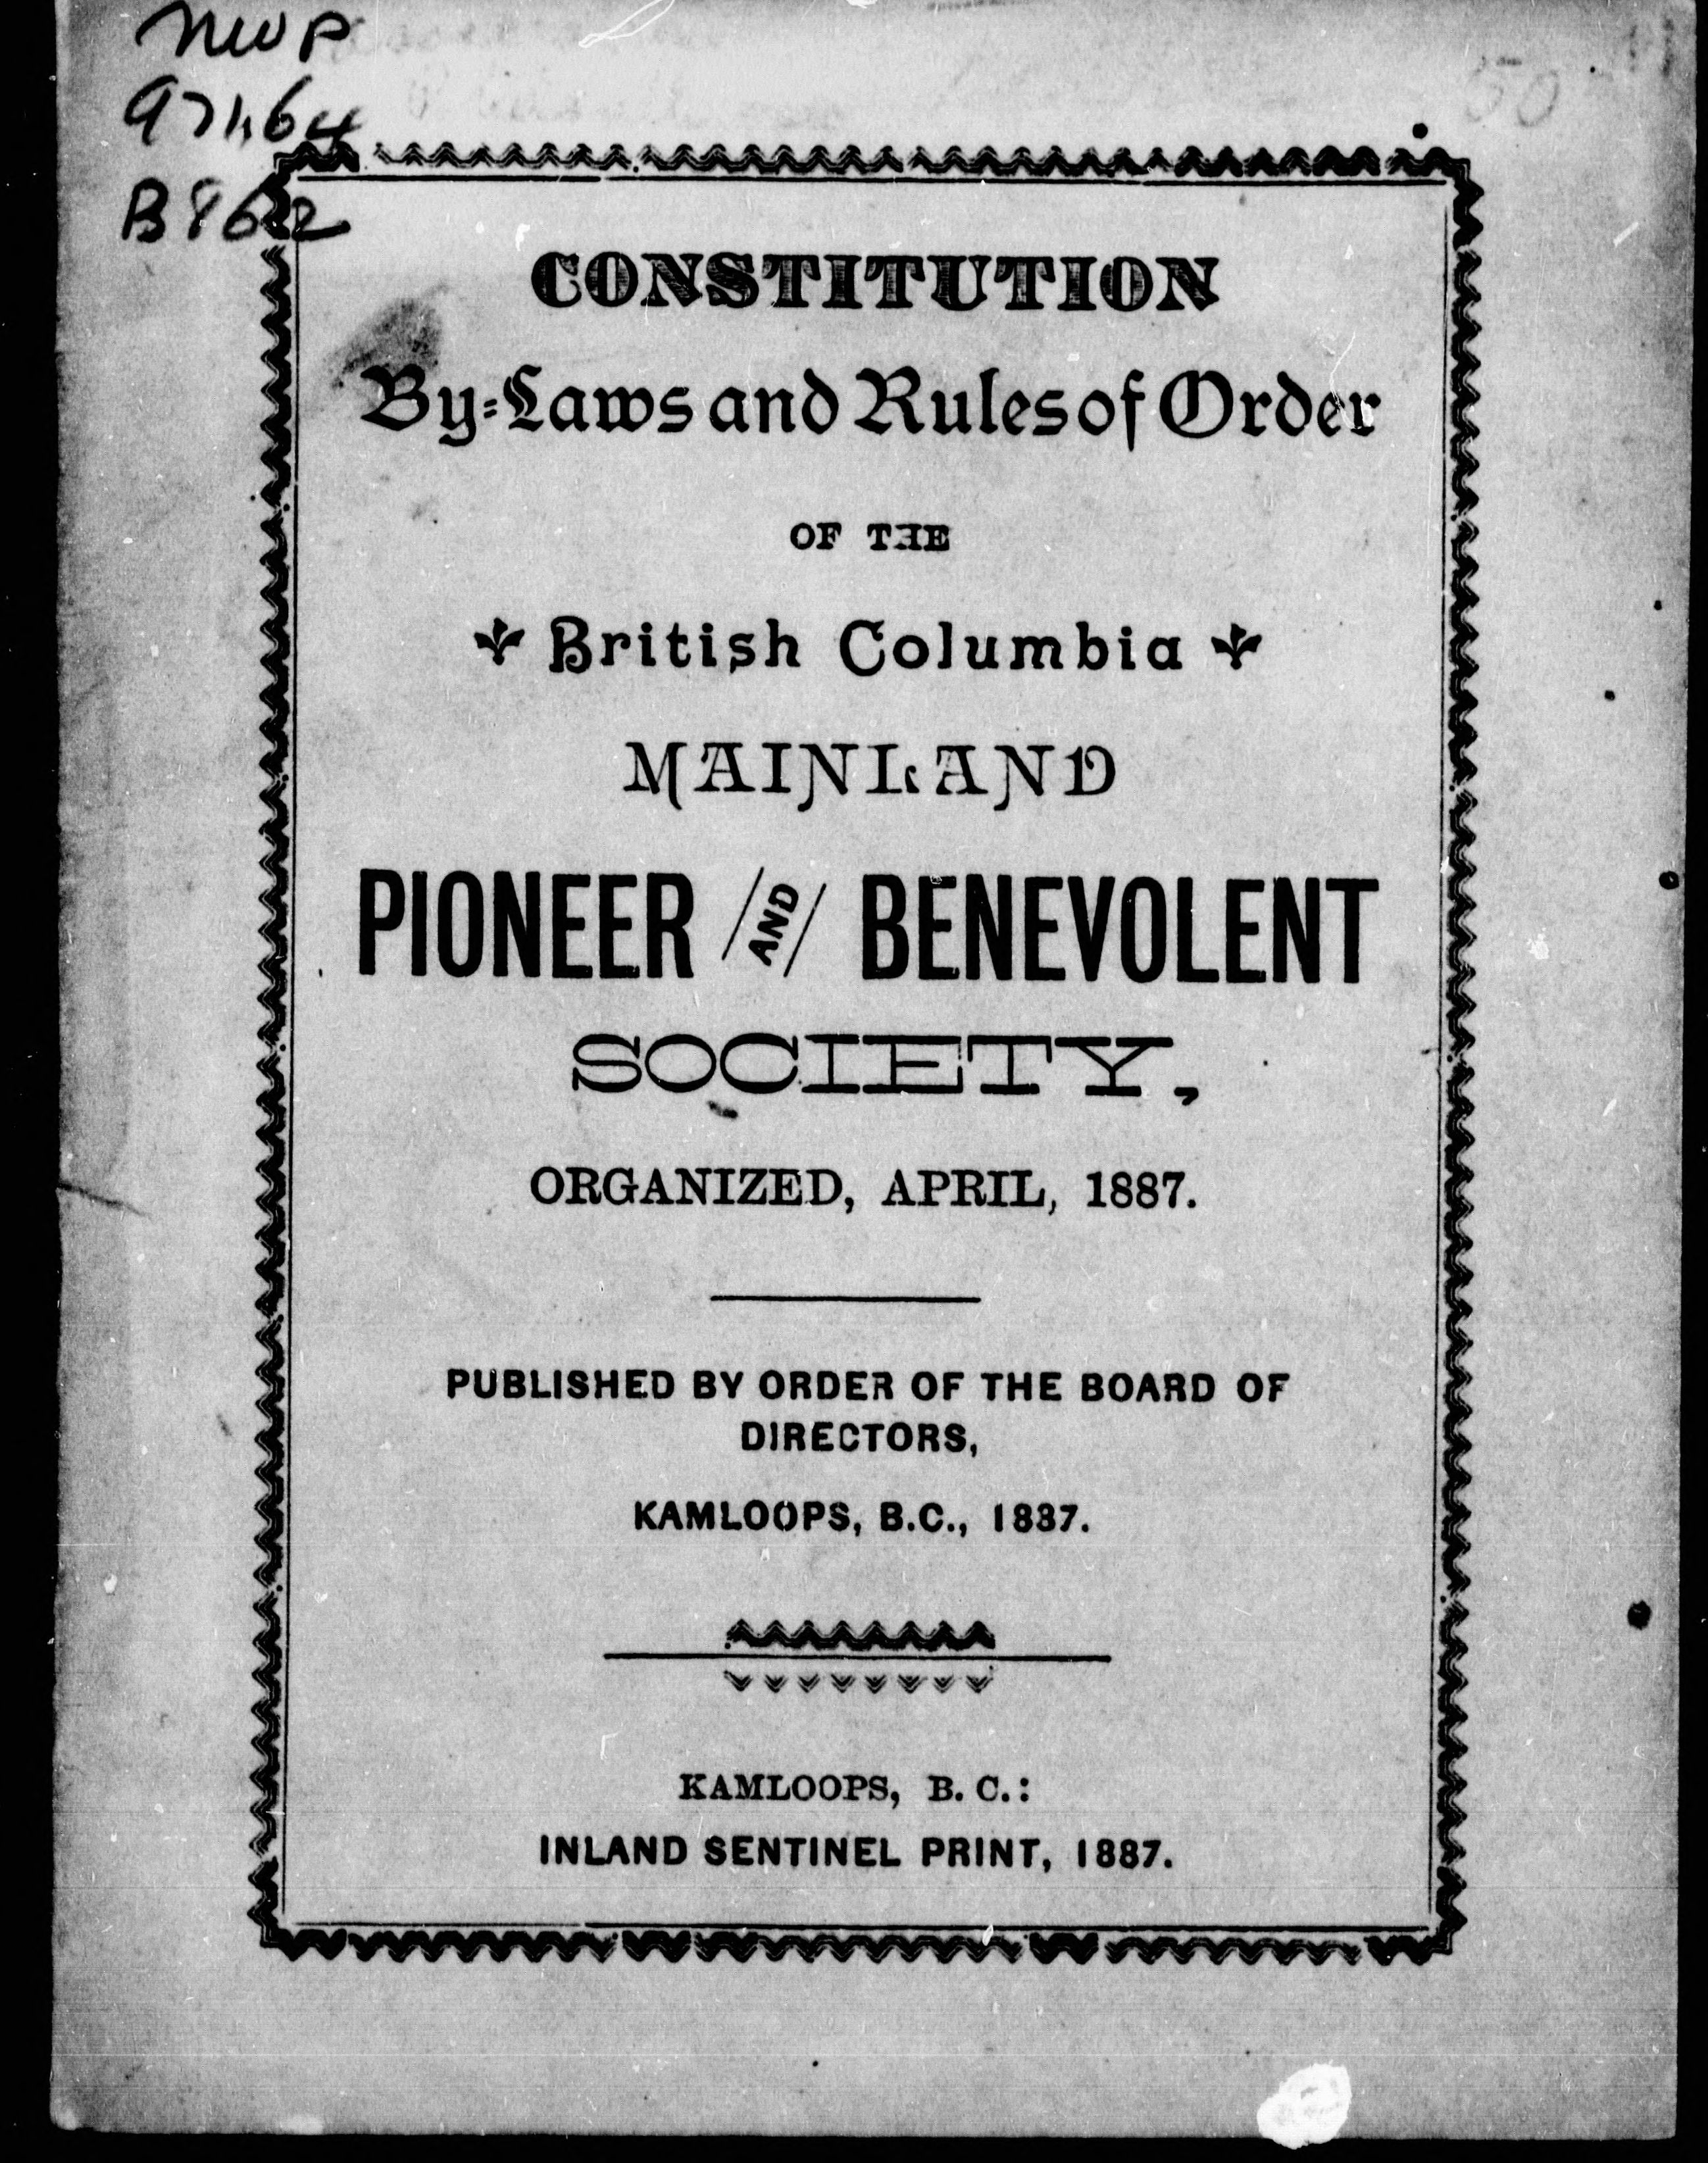 NWP
971.64
B862
CONSTITUTION
By-Laws and Rules of Order
OF THE
British Columbia
MAINLAND
PIONEER AND BENEVOLENT
SOCIETY,
ORGANIZED, APRIL, 1887.
PUBLISHED BY ORDER OF THE BOARD OF
DIRECTORS,
KAMLOOPS, B.C., 1887.
KAMLOOPS, B. C.:
INLAND SENTINEL PRINT, 1887.